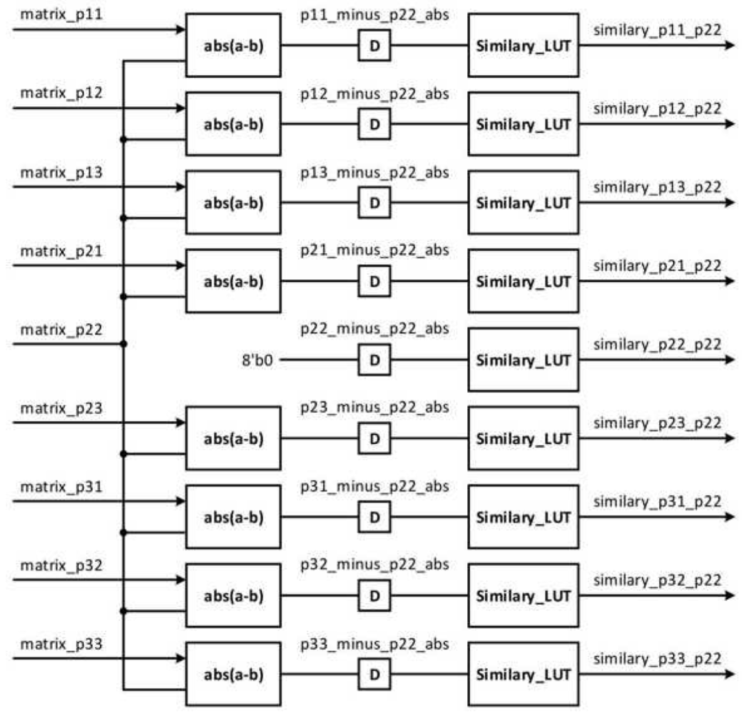 matrix_p11
abs(a-b)
p11_minus_p22_abs
D
Similary_LUT
similary_p11_p22
matrix_p12
abs(a-b)
p12_minus_p22_abs
D
Similary_LUT
similary_p12_p22
matrix_p13
abs(a-b)
p13_minus_p22_abs
D
Similary_LUT
similary_p13_p22
matrix_p21
abs(a-b)
p21_minus_p22_abs
D
Similary_LUT
similary_p21_p22
matrix_p22
8'b0
p22_minus_p22_abs
D
Similary_LUT
similary_p22_p22
matrix_p23
abs(a-b)
p23_minus_p22_abs
D
Similary_LUT
similary_p23_p22
matrix_p31
abs(a-b)
p31_minus_p22_abs
D
Similary_LUT
similary_p31_p22
matrix_p32
abs(a-b)
p32_minus_p22_abs
D
Similary_LUT
similary_p32_p22
matrix_p33
abs(a-b)
p33_minus_p22_abs
D
Similary_LUT
similary_p33_p22